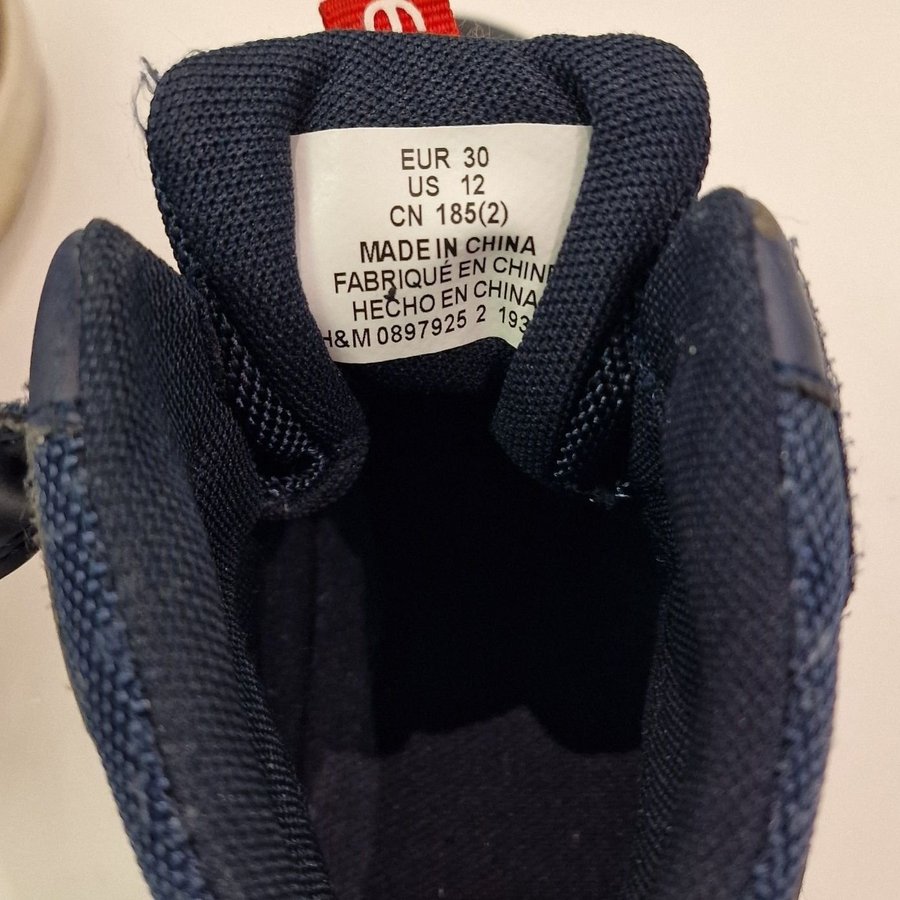 EUR 30
US 12
CN 185(2)
MADE IN CHINA
FABRIQUÉ EN CHINE
HECHO EN CHINA
H&M 0897925 2 193